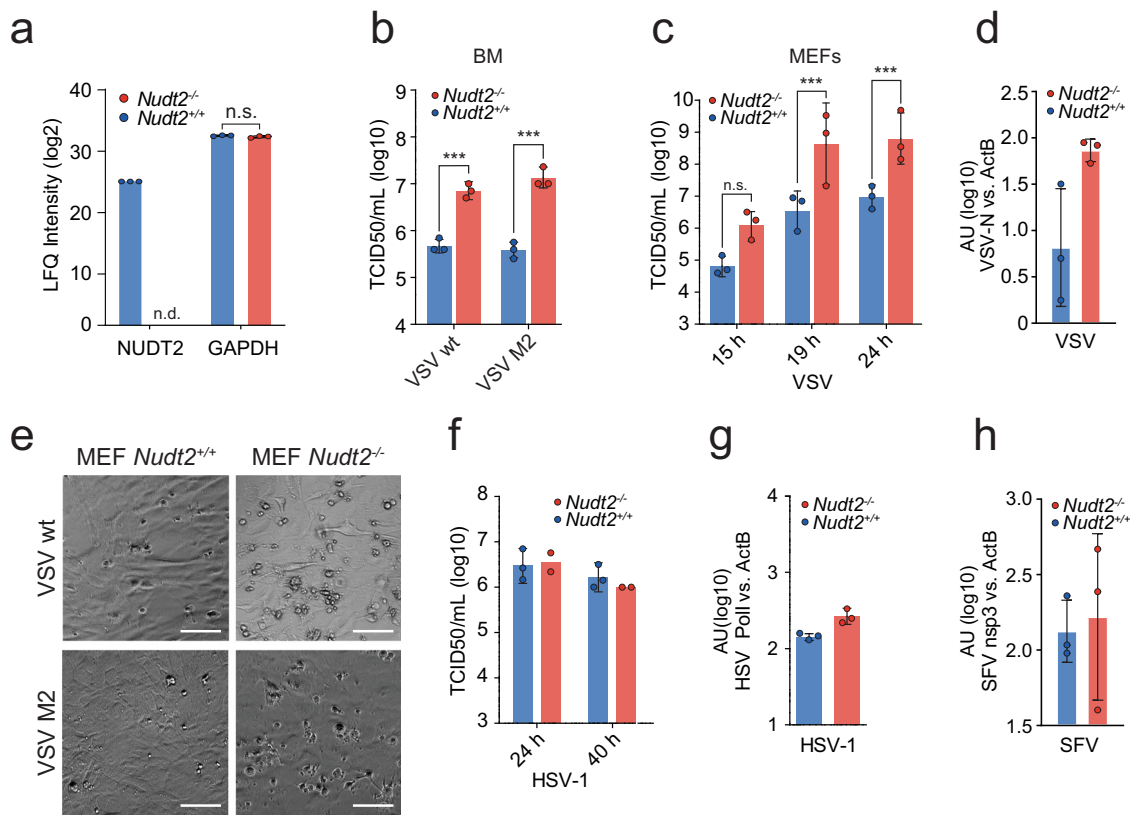 a
LFQ Intensity (log2)
40
30
20
10
0
Nudt2-/-
Nudt2+/+
n.s.
n.d.
NUDT2
GAPDH
b
BM
TCID50/mL (log10)
9
8
7
6
5
4
Nudt2-/-
Nudt2+/+
***
***
VSV wt
VSV M2
c
MEFs
TCID50/mL (log10)
10
9
8
7
6
5
4
3
Nudt2-/-
Nudt2+/+
n.s.
***
***
15 h
19 h
24 h
VSV
d
AU (log10)
VSV-N vs. ActB
2.5
2.0
1.5
1.0
0.5
0
Nudt2-/-
Nudt2+/+
VSV
e
MEF Nudt2+/+
MEF Nudt2-/-
VSV wt
VSV M2
f
TCID50/mL (log10)
8
7
6
5
4
3
Nudt2-/-
Nudt2+/+
24 h
40 h
HSV-1
g
AU(log10)
HSV Poll vs. ActB
4
3
2
1
Nudt2-/-
Nudt2+/+
HSV-1
h
AU (log10)
SFV nsp3 vs. ActB
3.0
2.5
2.0
1.5
Nudt2-/-
Nudt2+/+
SFV